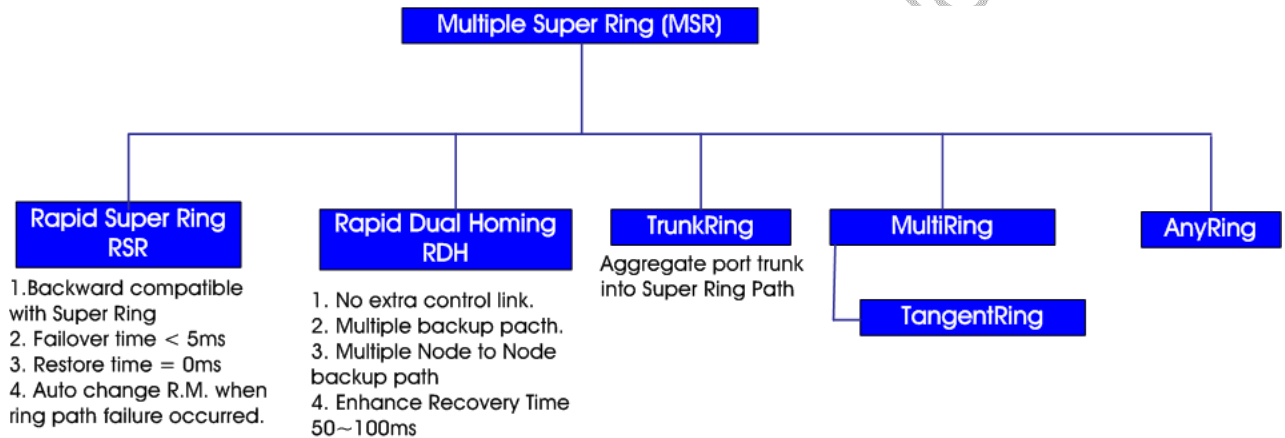 Multiple Super Ring (MSR)
Rapid Super Ring
RSR
1.Backward compatible
with Super Ring
2. Failover time < 5ms
3. Restore time = 0ms
4. Auto change R.M. when
ring path failure occurred.
Rapid Dual Homing
RDH
1. No extra control link.
2. Multiple backup pacth.
3. Multiple Node to Node
backup path
4. Enhance Recovery Time
50~100ms
TrunkRing
Aggregate port trunk
into Super Ring Path
MultiRing
TangentRing
AnyRing